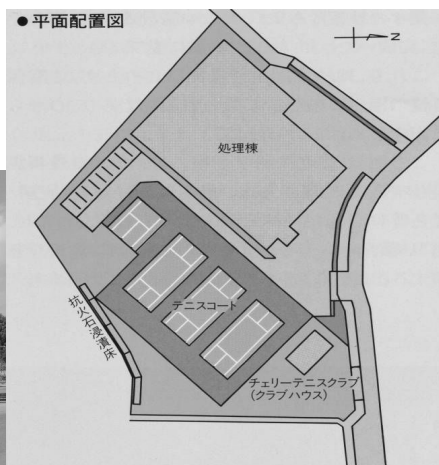 ●平面配置図
N
処理棟
テニスコート
抗火石浸漬床
チェリーテニスクラブ
(クラブハウス)